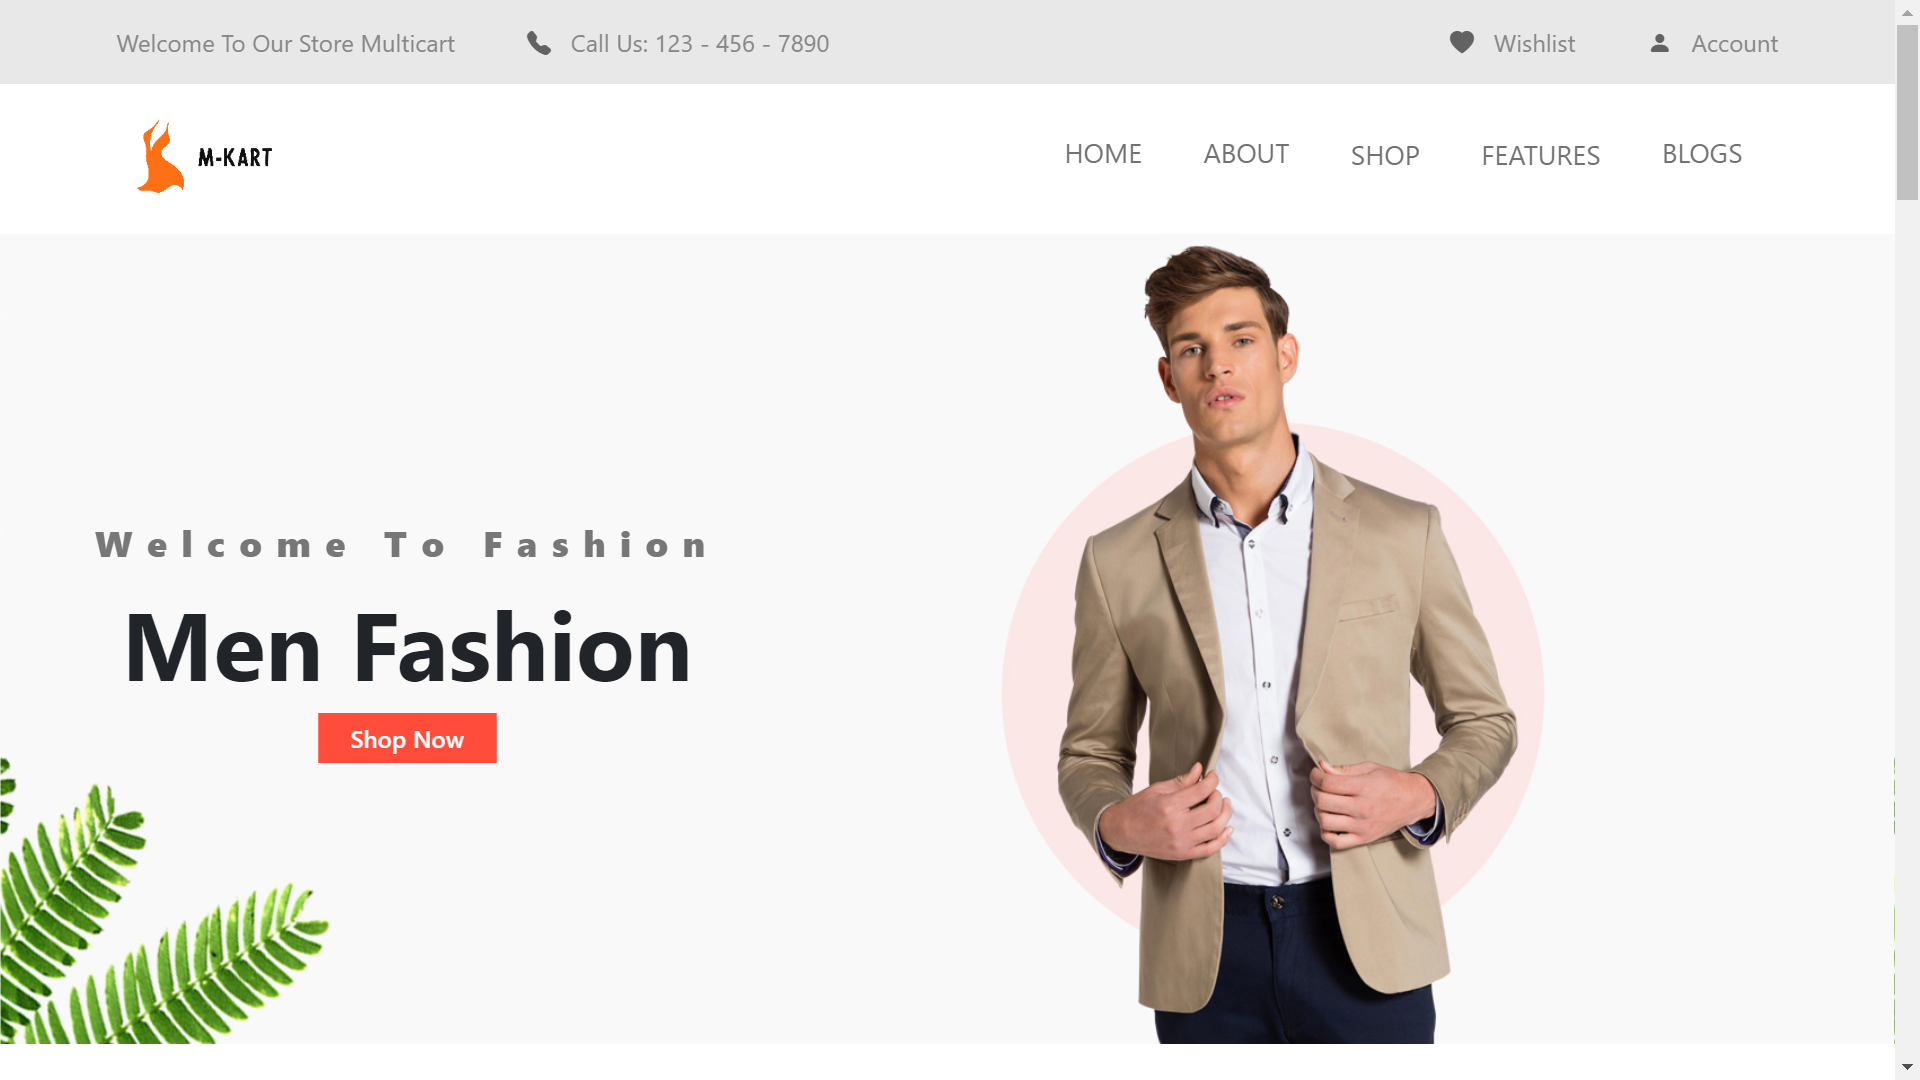 Welcome To Our Store Multicart
Call Us: 123 - 456 - 7890
Wishlist
Account
M-KART
HOME
ABOUT
SHOP
FEATURES
BLOGS
Welcome To Fashion
Men Fashion
Shop Now